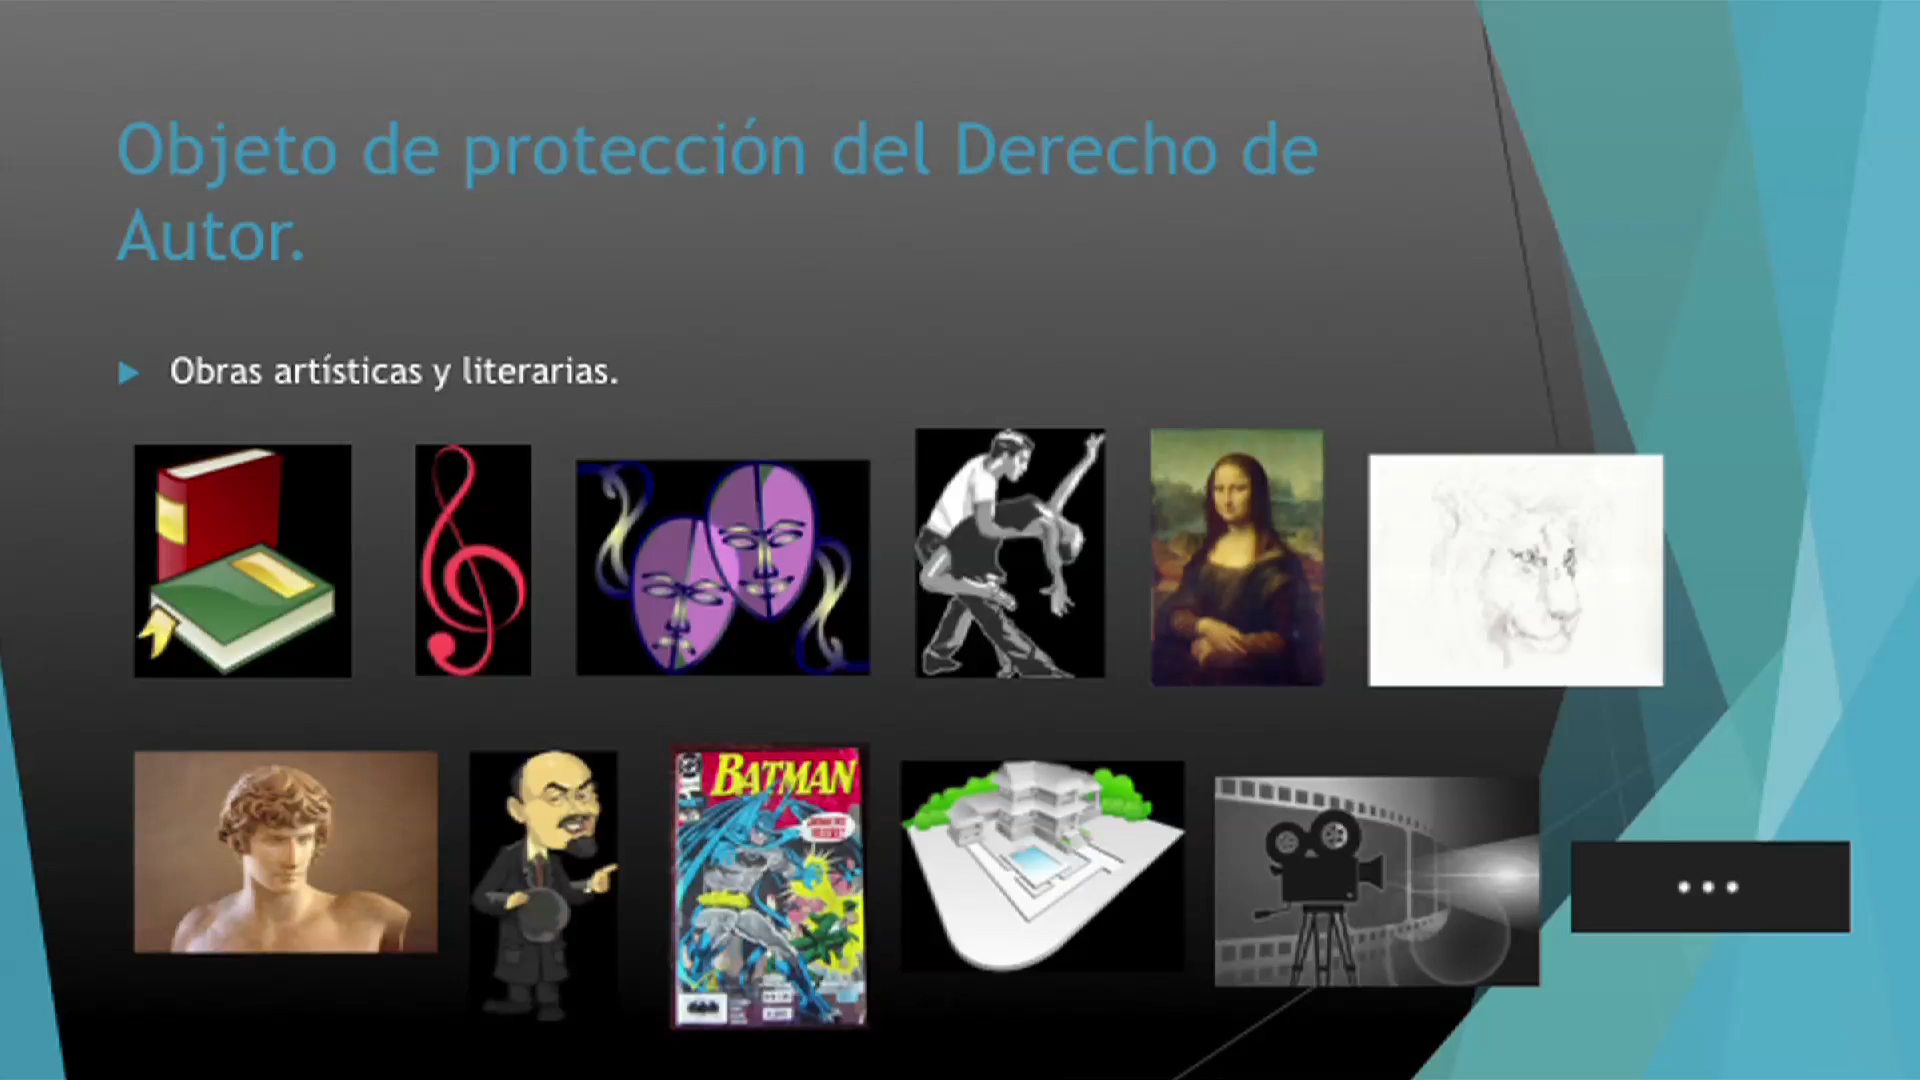 Objeto de protección del Derecho de
Autor.
Obras artísticas y literarias.
BATMAN
...